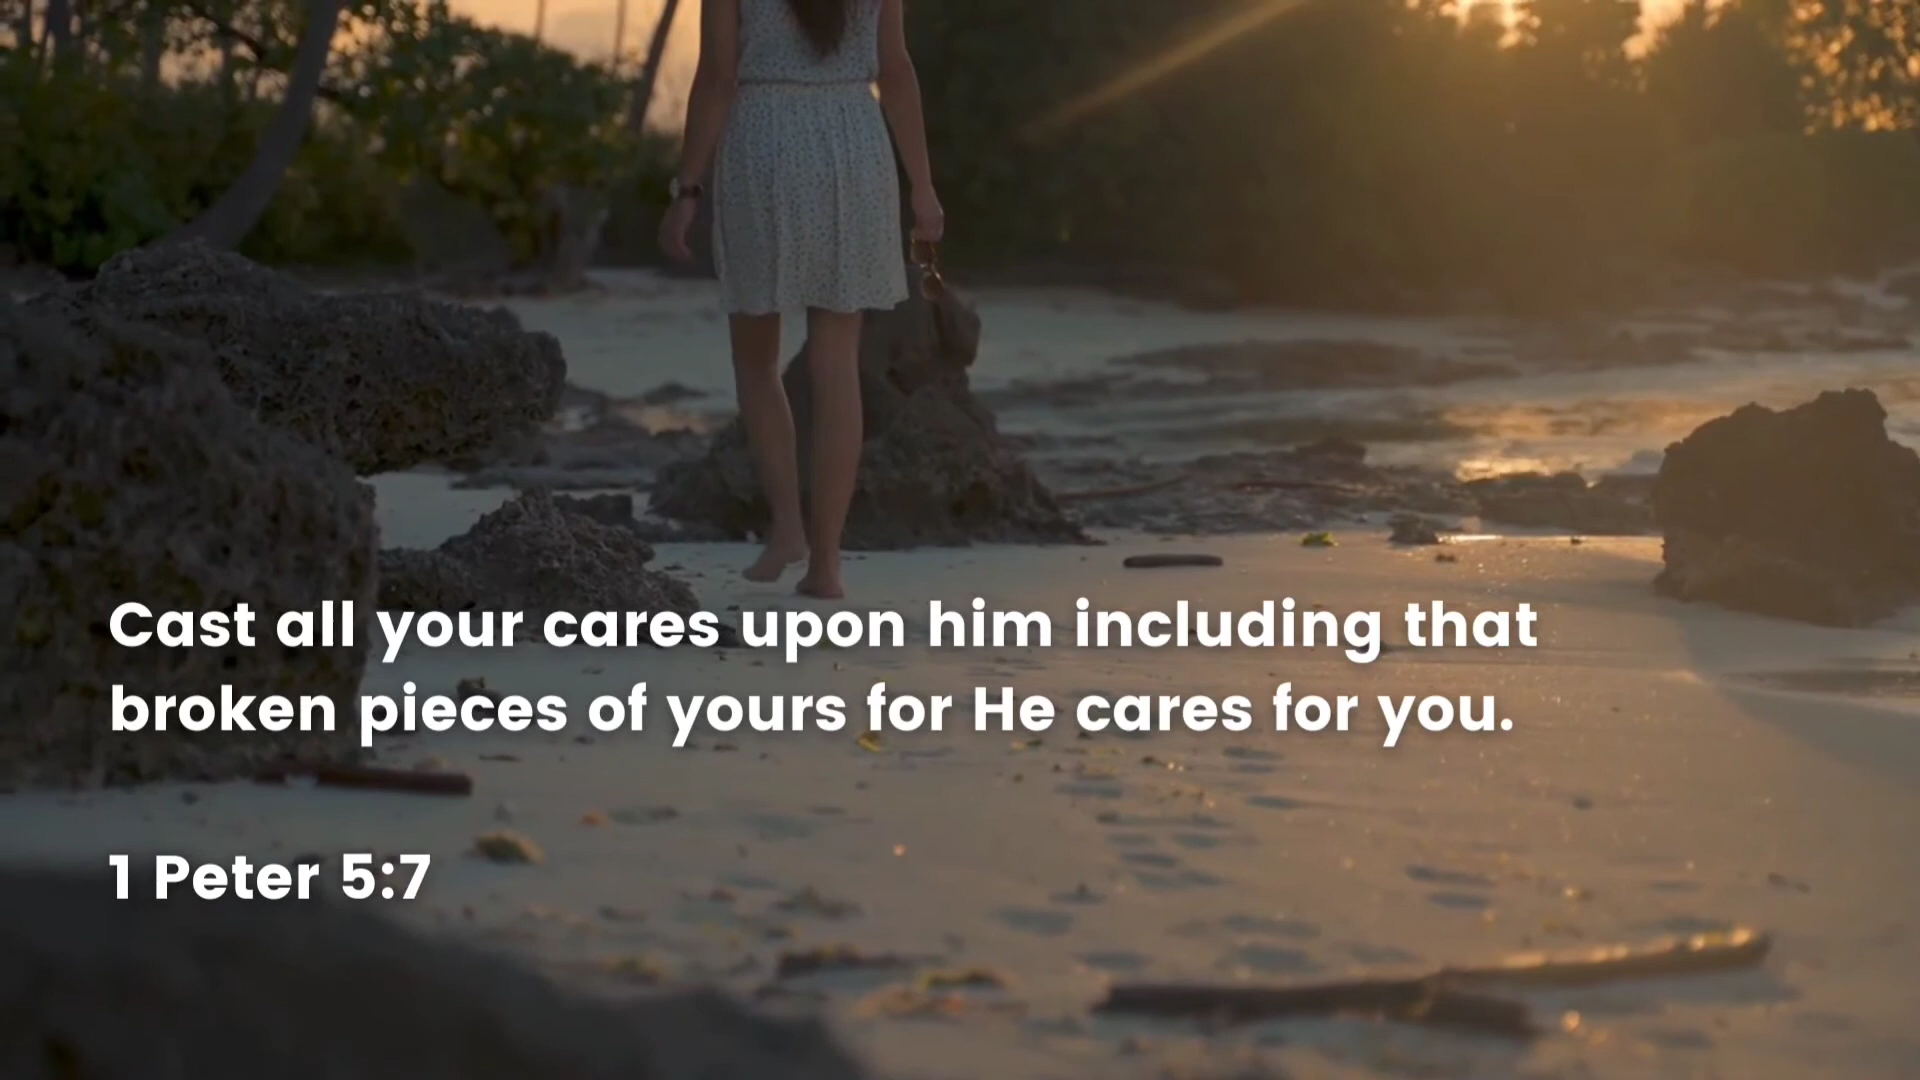 Cast all your cares upon him including that
broken pieces of yours for He cares for you.
1 Peter 5:7